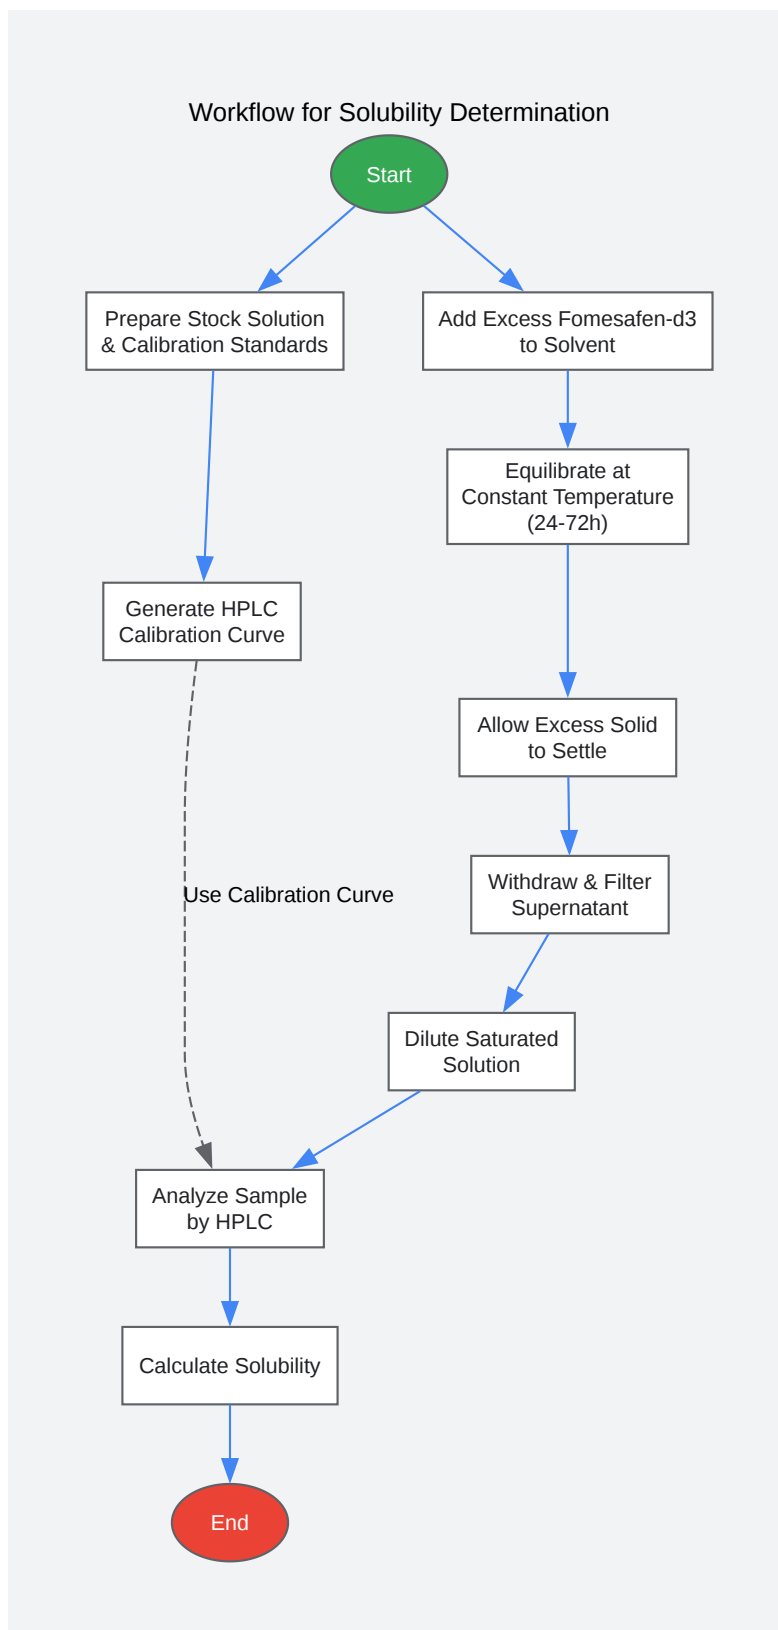 Workflow for Solubility Determination
Start
Prepare Stock Solution
& Calibration Standards
Add Excess Fomesafen-d3
to Solvent
Equilibrate at
Constant Temperature
(24-72h)
Generate HPLC
Calibration Curve
Allow Excess Solid
to Settle
Use Calibration Curve
Withdraw & Filter
Supernatant
Dilute Saturated
Solution
Analyze Sample
by HPLC
Calculate Solubility
End